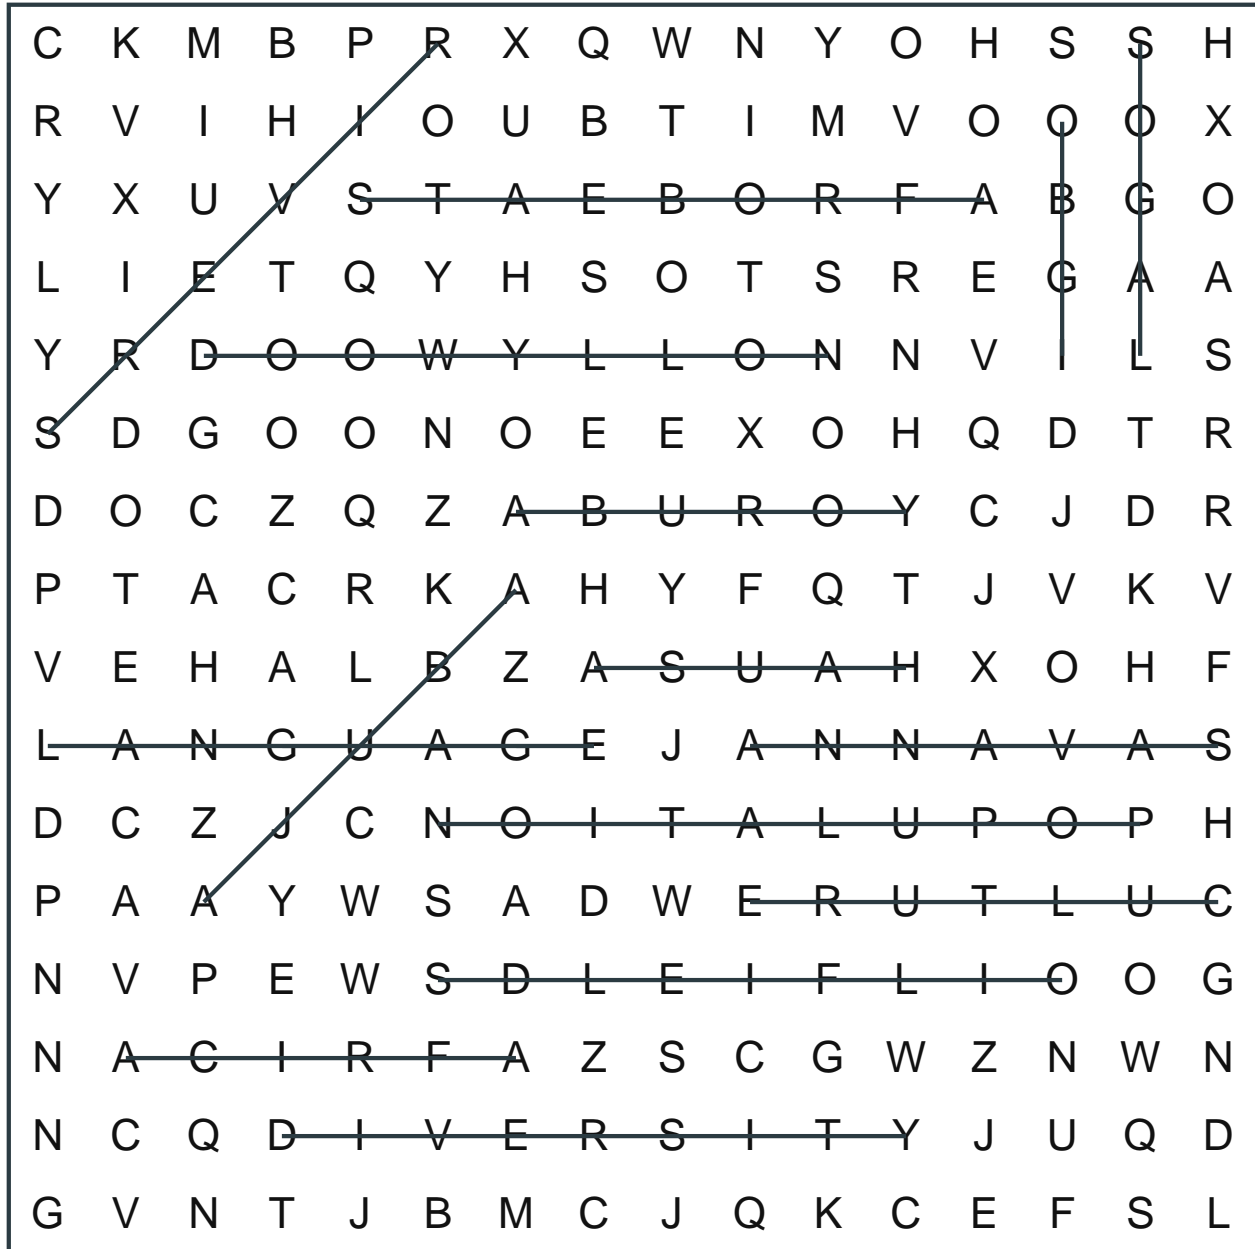 C K M B P R X Q W N Y O H S S H
R V I H I O U B T I M V O O O X
Y X U V S T A E B O R F A B G O
L I E T Q Y H S O T S R E G A A
Y R D O O W Y L L O N N V I L S
S D G O O N O E E X O H Q D T R
D O C Z Q Z A B U R O Y C J D R
P T A C R K A H Y F Q T J V K V
V E H A L B Z A S U A H X O H F
L A N G U A G E J A N N A V A S
D C Z J C N O I T A L U P O P H
P A A Y W S A D W E R U T L U C
N V P E W S D L E I F L I O O G
N A C I R F A Z S C G W Z N W N
N C Q D I V E R S I T Y J U Q D
G V N T J B M C J Q K C E F S L